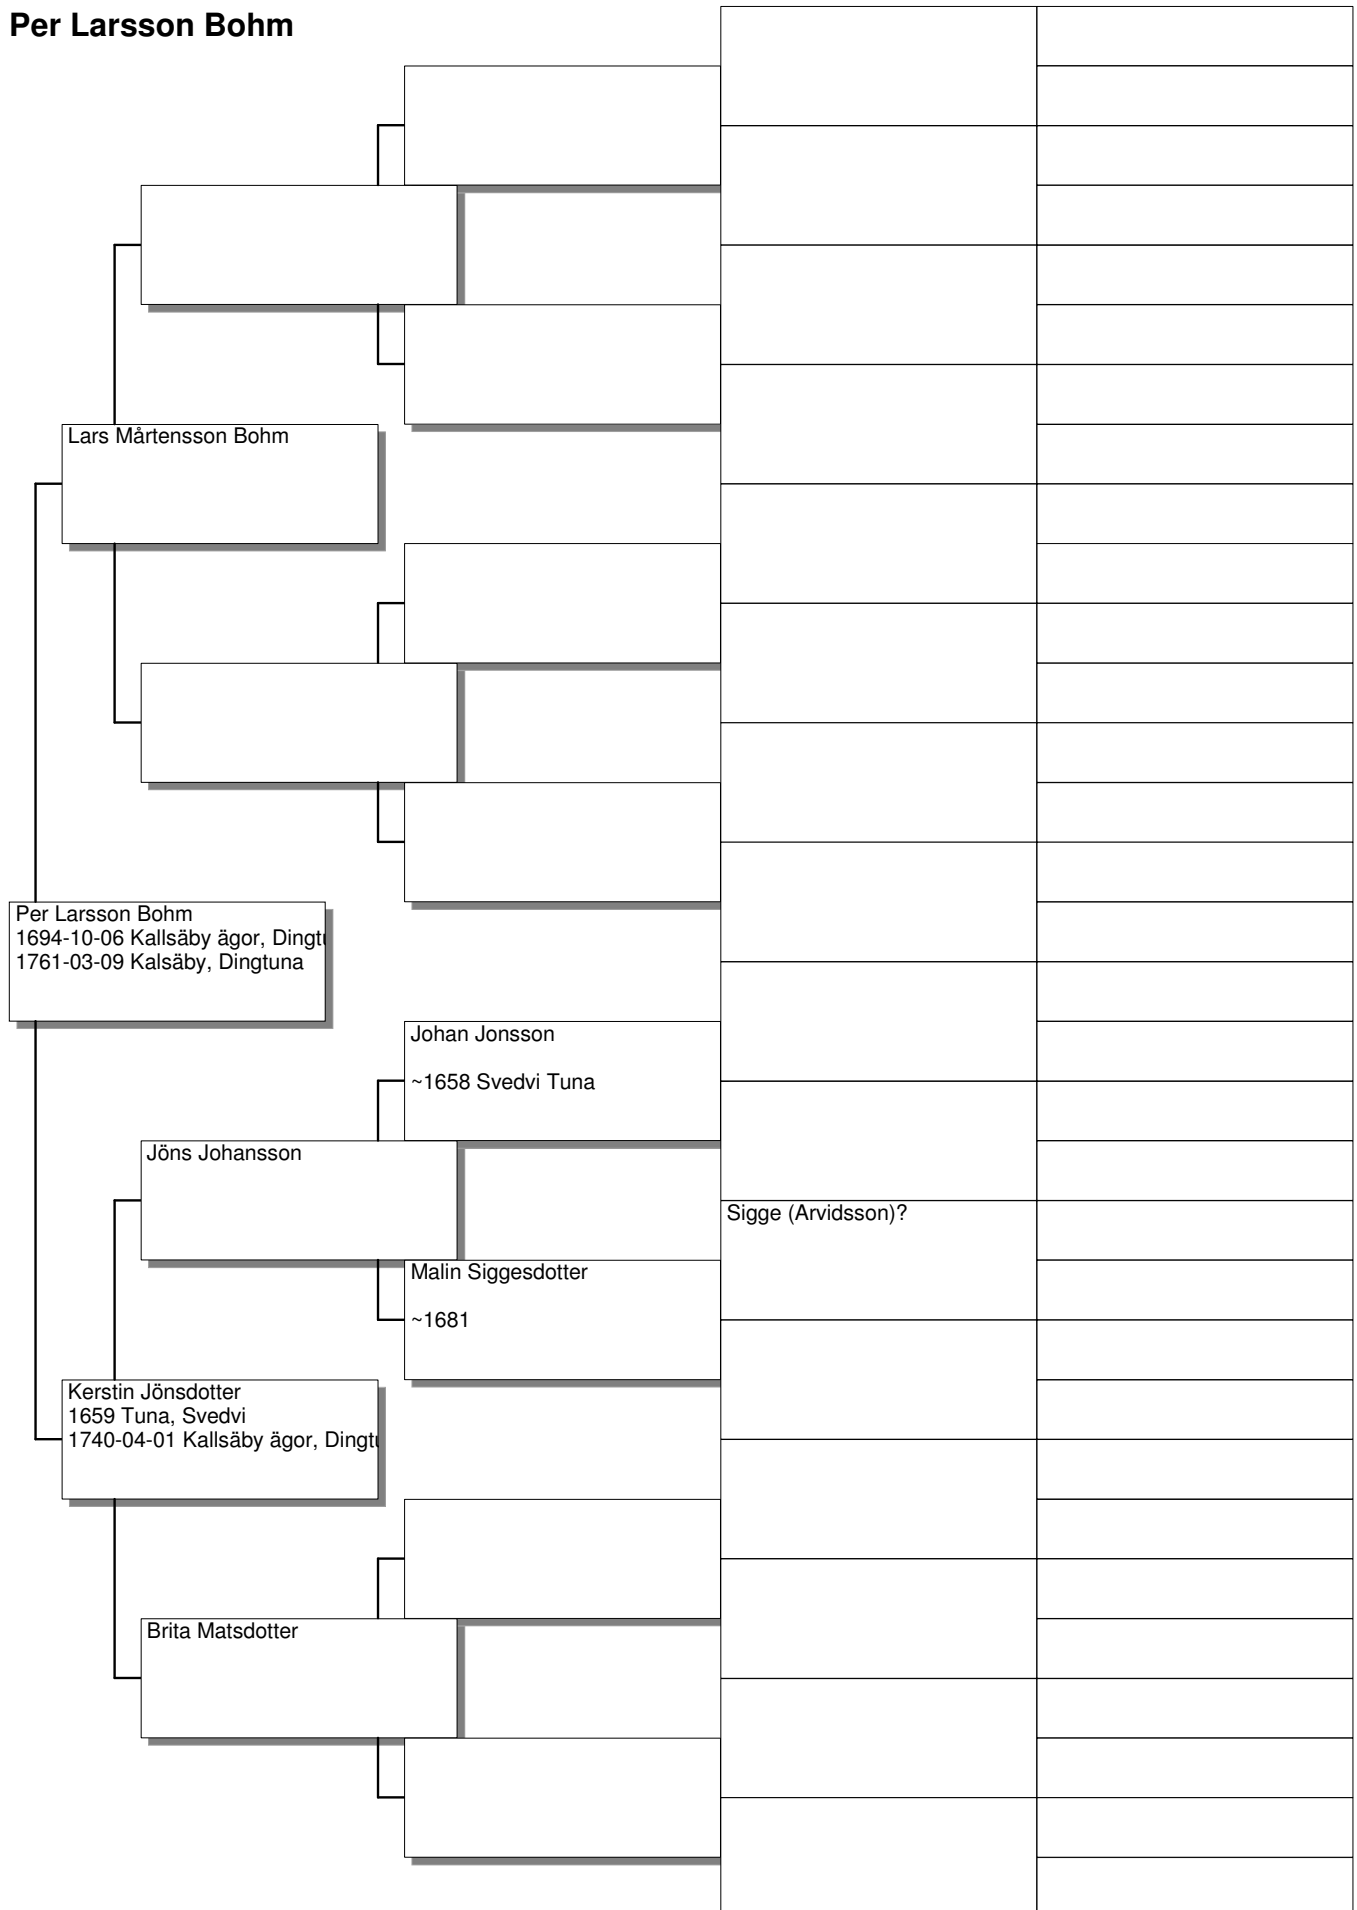 Per Larsson Bohm
Lars Mårtensson Bohm
Per Larsson Bohm
1694-10-06 Kallsäby ägor, Dingtu
1761-03-09 Kalsäby, Dingtuna
Johan Jonsson
~1658 Svedvi Tuna
Jöns Johansson
Sigge (Arvidsson)?
Malin Siggesdotter
~1681
Kerstin Jönsdotter
1659 Tuna, Svedvi
1740-04-01 Kallsäby ägor, Dingtu
Brita Matsdotter